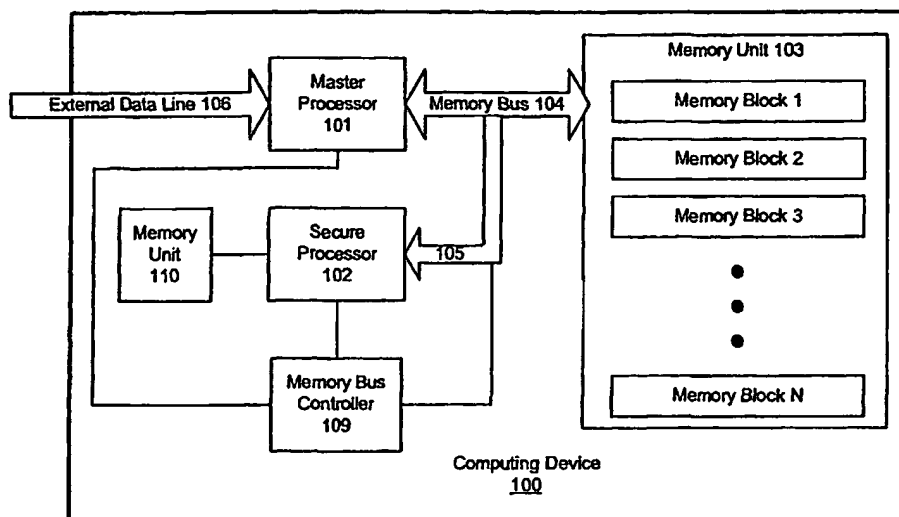 Memory Unit 103
External Data Line 106
Master
Processor
101
Memory Bus 104
Memory Block 1
Memory Block 2
Memory Block 3
Memory
Unit
110
Secure
Processor
102
105
Memory Bus
Controller
109
Memory Block N
Computing Device
100